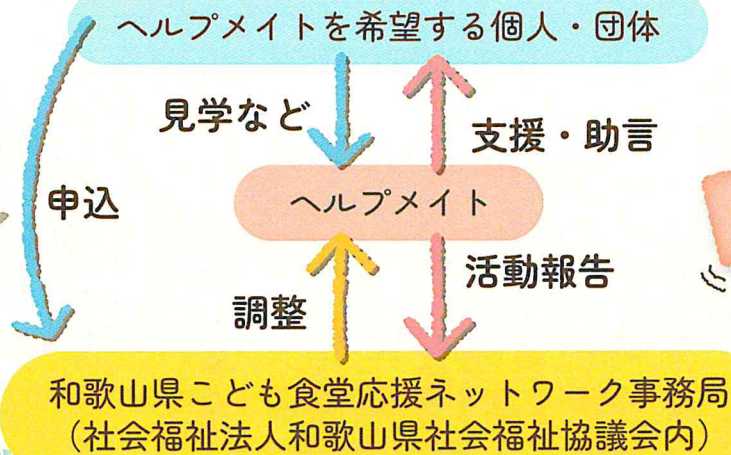 ヘルプメイトを希望する個人・団体
見学など
支援・助言
申込
ヘルプメイト
活動報告
調整
和歌山県こども食堂応援ネットワーク事務局
（社会福祉法人和歌山県社会福祉協議会内）